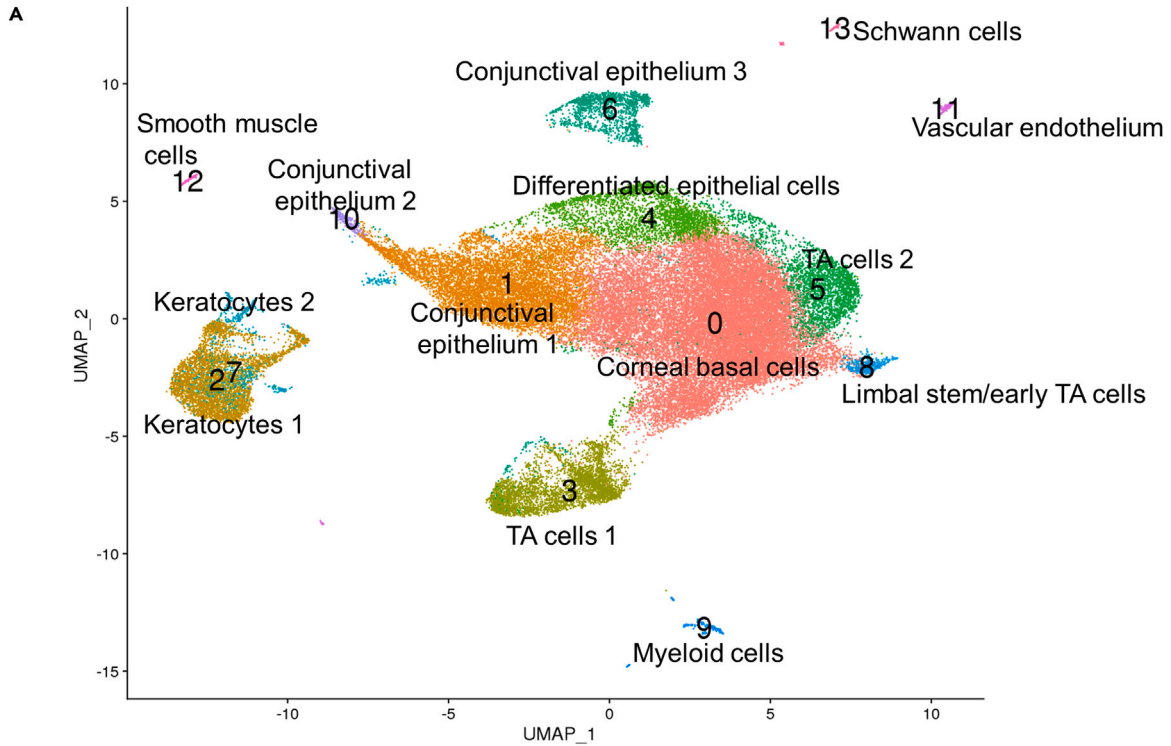 A
13 Schwann cells
Conjunctival epithelium 3
10
6
11
Vascular endothelium
Smooth muscle
cells
12
Conjunctival
epithelium 2
10
Differentiated epithelial cells
5
4
TA cells 2
5
1
Keratocytes 2
Conjunctival
epithelium 1
0
0
UMAP_2
2 7
Corneal basal cells
8
Limbal stem/early TA cells
Keratocytes 1
-5
3
TA cells 1
-10
9
Myeloid cells
-15
-10 -5 0 5 10
UMAP_1